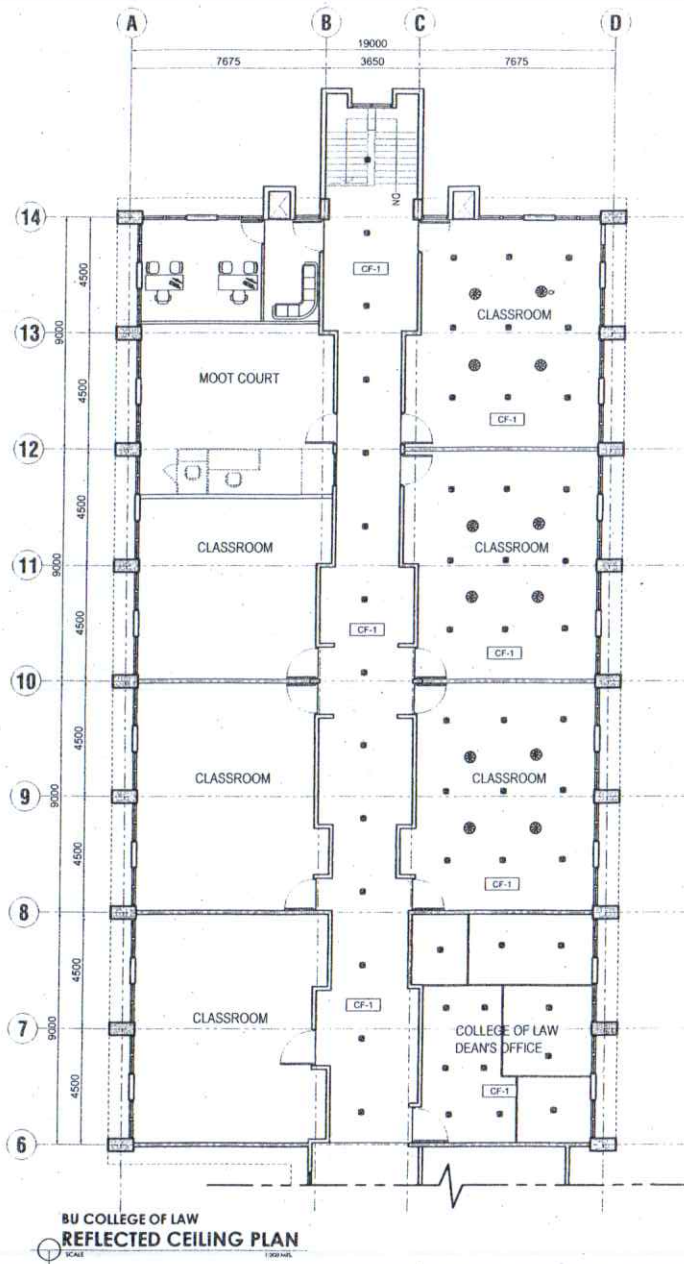 A B C D
19000
7675 3650 7675
DN
14
4500
CF-1
CLASSROOM
13
9000
4500
MOOT COURT
CF-1
12
4500
CLASSROOM CLASSROOM
11
9000
CF-1
4500
CF-1
10
4500
CLASSROOM CLASSROOM
9
9000
4500
CF-1
8
4500
CF-1
CLASSROOM
7
9000
COLLEGE OF LAW
DEAN'S OFFICE
4500
CF-1
6
BU COLLEGE OF LAW
REFLECTED CEILING PLAN
SCALE